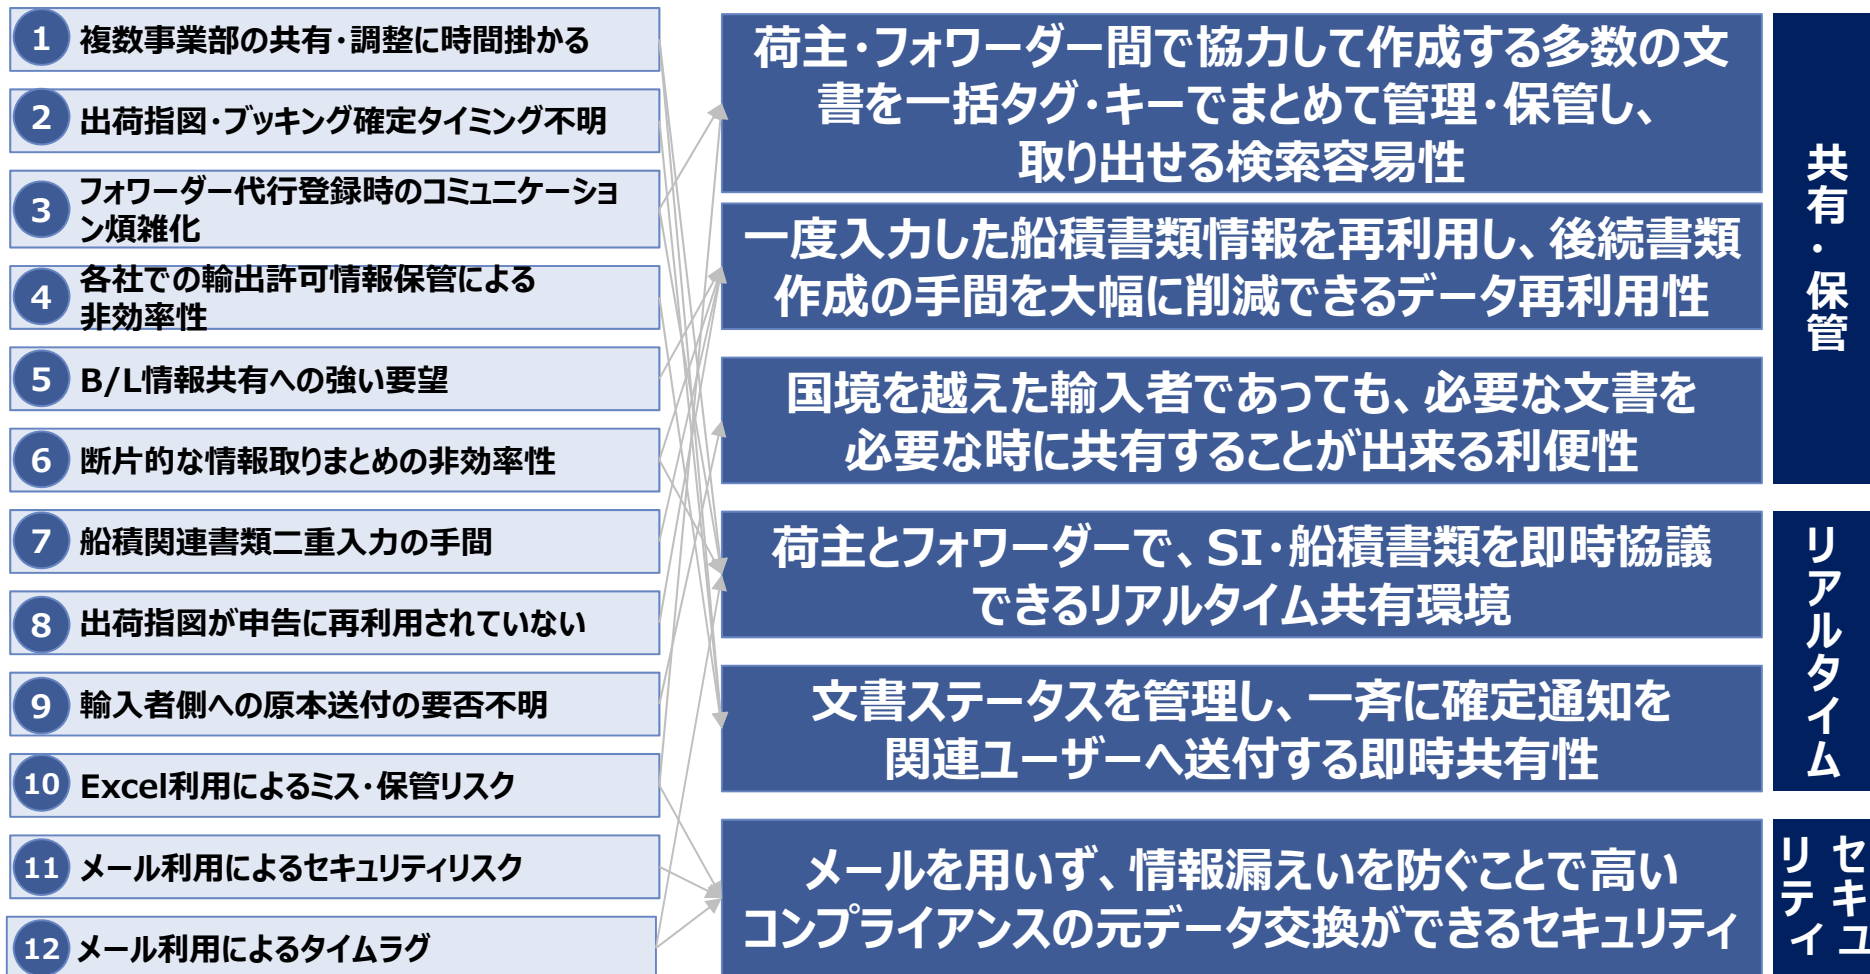 1 複数事業部の共有・調整に時間掛かる
2 出荷指図・ブッキング確定タイミング不明
3 フォワーダー代行登録時のコミュニケーショ
ン煩雑化
4 各社での輸出許可情報保管による
非効率性
5 B/L情報共有への強い要望
6 断片的な情報取りまとめの非効率性
7 船積関連書類二重入力の手間
8 出荷指図が申告に再利用されていない
9 輸入者側への原本送付の要否不明
10 Excel利用によるミス・保管リスク
11 メール利用によるセキュリティリスク
12 メール利用によるタイムラグ
荷主・フォワーダー間で協力して作成する多数の文
書を一括タグ・キーでまとめて管理・保管し、
取り出せる検索容易性
一度入力した船積書類情報を再利用し、後続書類
作成の手間を大幅に削減できるデータ再利用性
国境を越えた輸入者であっても、必要な文書を
必要な時に共有することが出来る利便性
荷主とフォワーダーで、SI・船積書類を即時協議
できるリアルタイム共有環境
文書ステータスを管理し、一斉に確定通知を
関連ユーザーへ送付する即時共有性
メールを用いず、情報漏えいを防ぐことで高い
コンプライアンスの元データ交換ができるセキュリティ
共有・保管
リアルタイム
セキュ
リティ